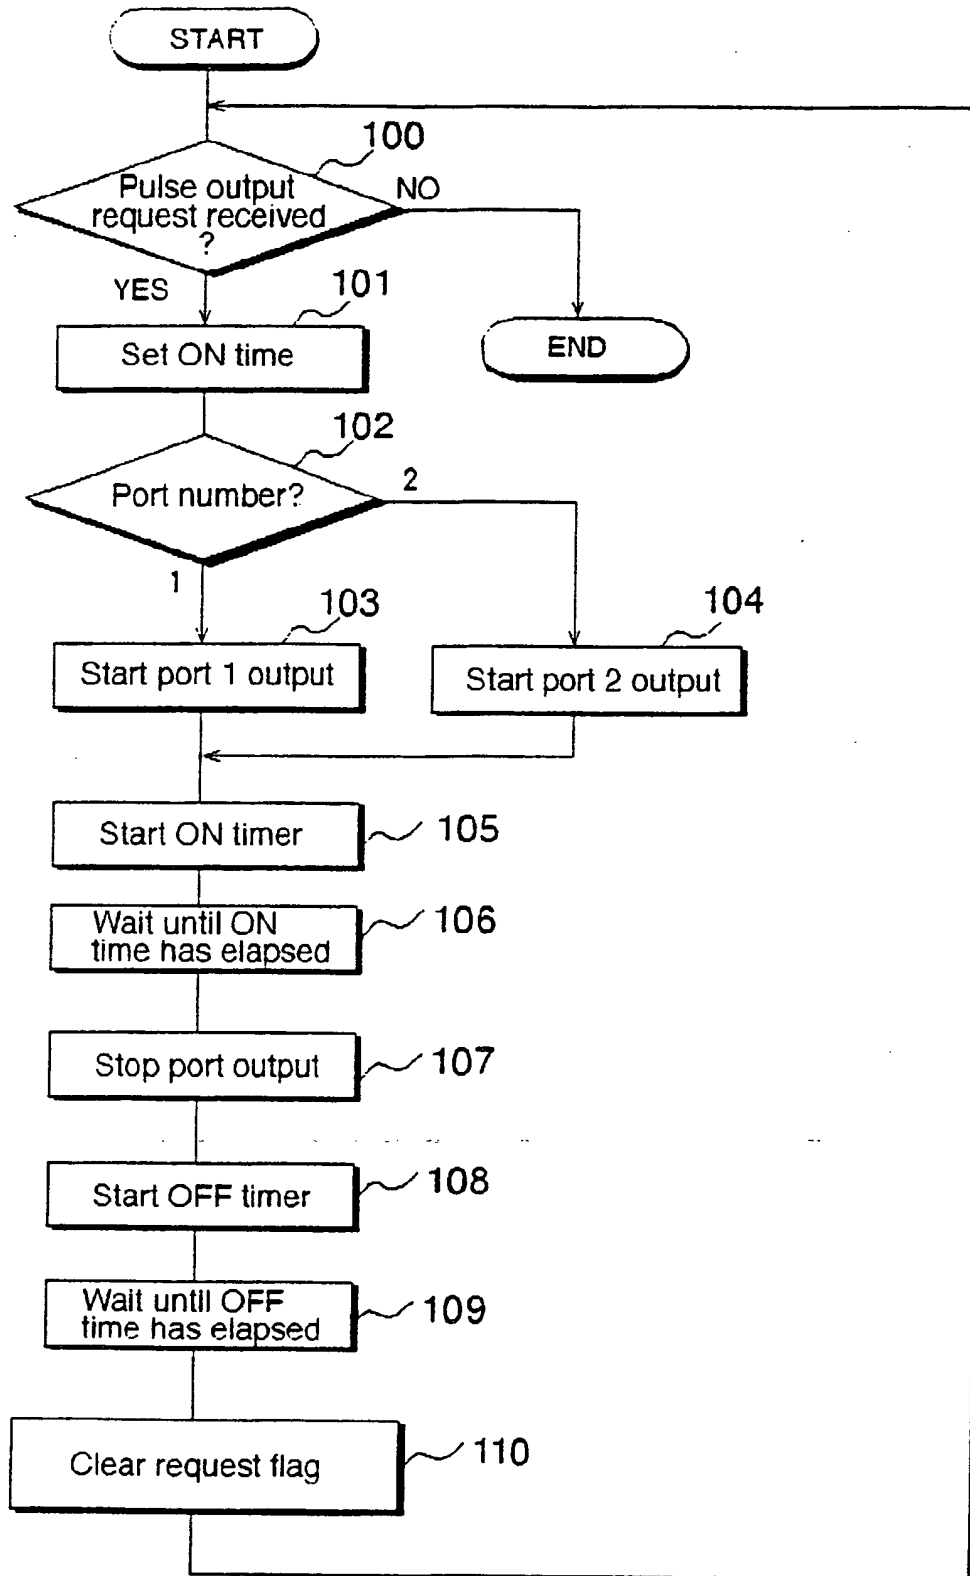 START
100
Pulse output
request received
?
NO
YES
101
Set ON time
END
102
Port number?
2
1
103
104
Start port 1 output
Start port 2 output
Start ON timer
105
Wait until ON
time has elapsed
106
Stop port output
107
Start OFF timer
108
Wait until OFF
time has elapsed
109
Clear request flag
110